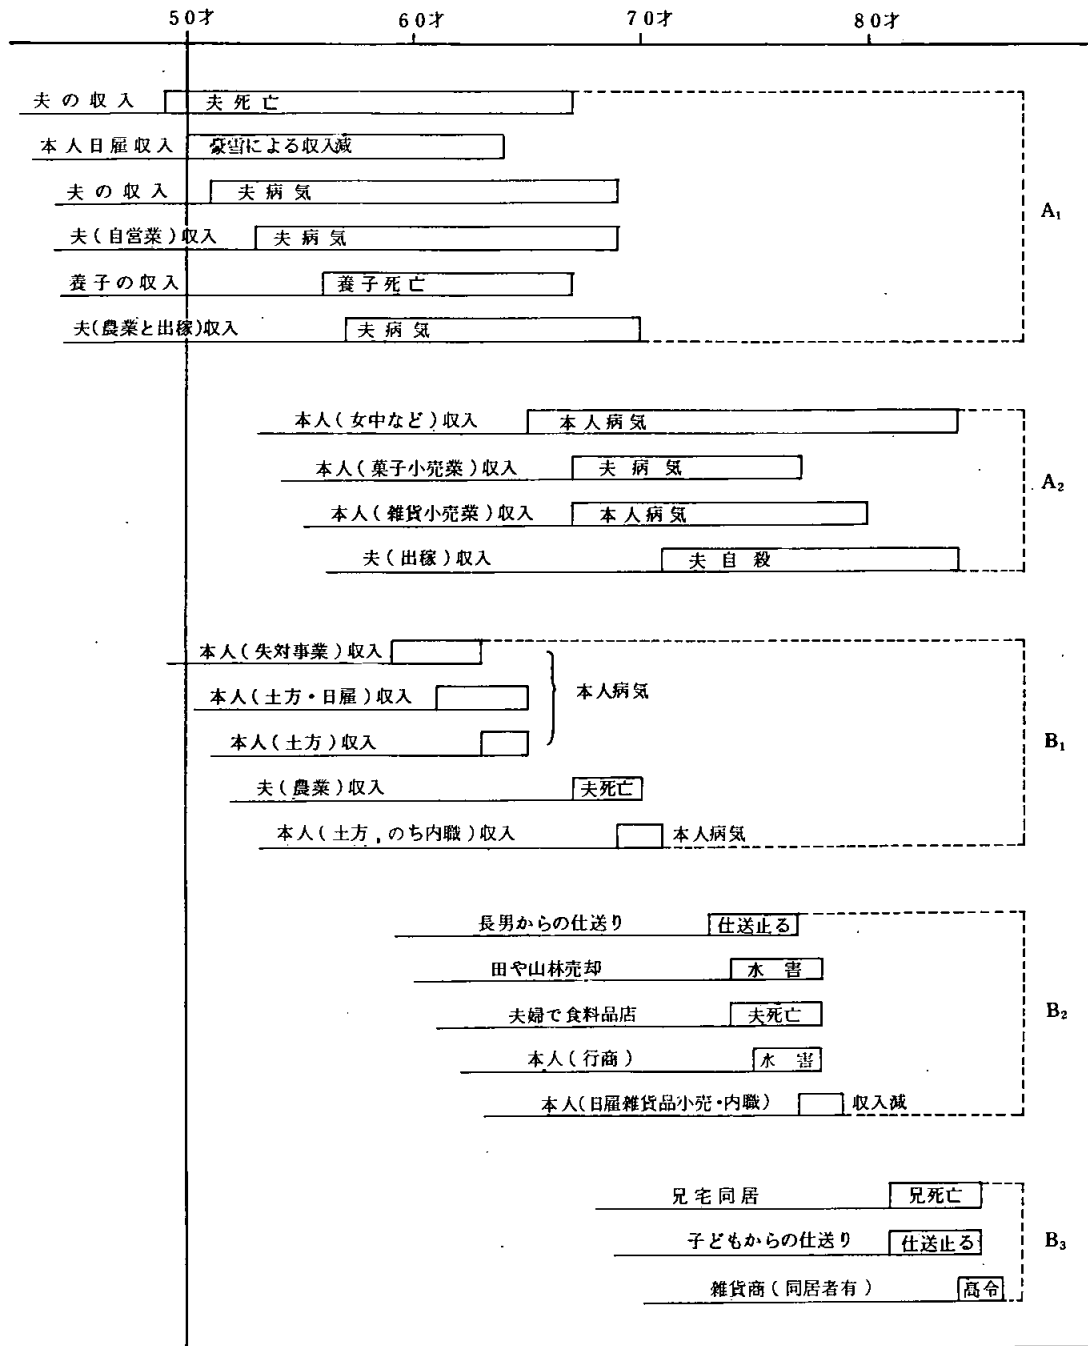 50才 60才 70才 80才
夫の収入 夫死亡
本人日雇収入 豪雪による収入減
夫の収入 夫病気
A₁
夫(自営業)収入 夫病気
養子の収入 養子死亡
夫(農業と出稼)収入 夫病気
本人(女中など)収入 本人病気
本人(菓子小売業)収入 夫病気
A₂
本人(雑貨小売業)収入 本人病気
夫(出稼)収入 夫自殺
本人(失対事業)収入
本人(土方・日雇)収入 本人病気
本人(土方)収入
B₁
夫(農業)収入 夫死亡
本人(土方,のち内職)収入 本人病気
長男からの仕送り 仕送止る
田や山林売却 水害
夫婦で食料品店 夫死亡
B₂
本人(行商) 水害
本人(日雇雑貨品小売・内職) 収入減
兄宅同居 兄死亡
子どもからの仕送り 仕送止る
B₃
雑貨商(同居者有) 高令